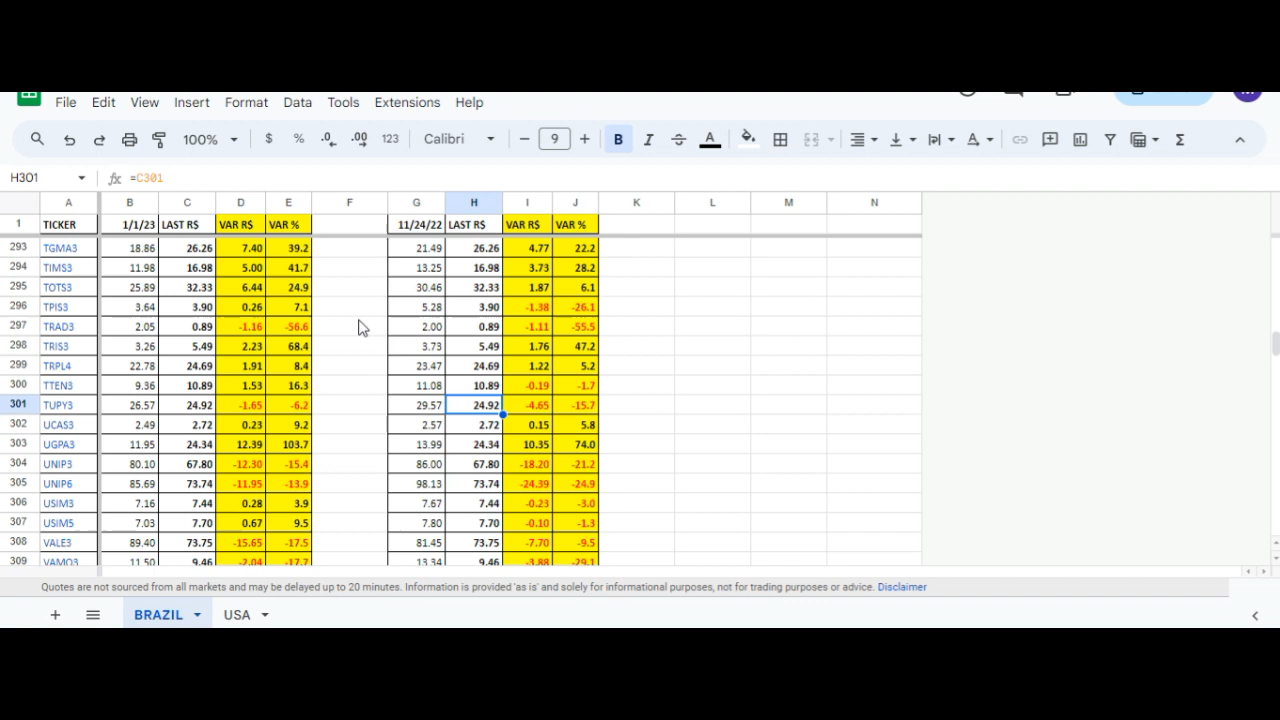 File Edit View Insert Format Data Tools Extensions Help
100% $ % .0 .00 123 Calibri 9 B I A
H301 fx =C301
A B C D E F G H I J K L M N
1 TICKER 1/1/23 LAST R$ VAR R$ VAR % 11/24/22 LAST R$ VAR R$ VAR %
293 TGMA3 18.86 26.26 7.40 39.2 21.49 26.26 4.77 22.2
294 TIMS3 11.98 16.98 5.00 41.7 13.25 16.98 3.73 28.2
295 TOTS3 25.89 32.33 6.44 24.9 30.46 32.33 1.87 6.1
296 TPIS3 3.64 3.90 0.26 7.1 5.28 3.90 -1.38 -26.1
297 TRAD3 2.05 0.89 -1.16 -56.6 2.00 0.89 -1.11 -55.5
298 TRIS3 3.26 5.49 2.23 68.4 3.73 5.49 1.76 47.2
299 TRPL4 22.78 24.69 1.91 8.4 23.47 24.69 1.22 5.2
300 TTEN3 9.36 10.89 1.53 16.3 11.08 10.89 -0.19 -1.7
301 TUPY3 26.57 24.92 -1.65 -6.2 29.57 24.92 -4.65 -15.7
302 UCAS3 2.49 2.72 0.23 9.2 2.57 2.72 0.15 5.8
303 UGPA3 11.95 24.34 12.39 103.7 13.99 24.34 10.35 74.0
304 UNIP3 80.10 67.80 -12.30 -15.4 86.00 67.80 -18.20 -21.2
305 UNIP6 85.69 73.74 -11.95 -13.9 98.13 73.74 -24.39 -24.9
306 USIM3 7.16 7.44 0.28 3.9 7.67 7.44 -0.23 -3.0
307 USIM5 7.03 7.70 0.67 9.5 7.80 7.70 -0.10 -1.3
308 VALE3 89.40 73.75 -15.65 -17.5 81.45 73.75 -7.70 -9.5
309 VAMO3 11.50 9.46 -2.04 -17.7 13.34 9.46 -3.88 -29.1
Quotes are not sourced from all markets and may be delayed up to 20 minutes. Information is provided 'as is' and solely for informational purposes, not for trading purposes or advice. Disclaimer
BRAZIL USA